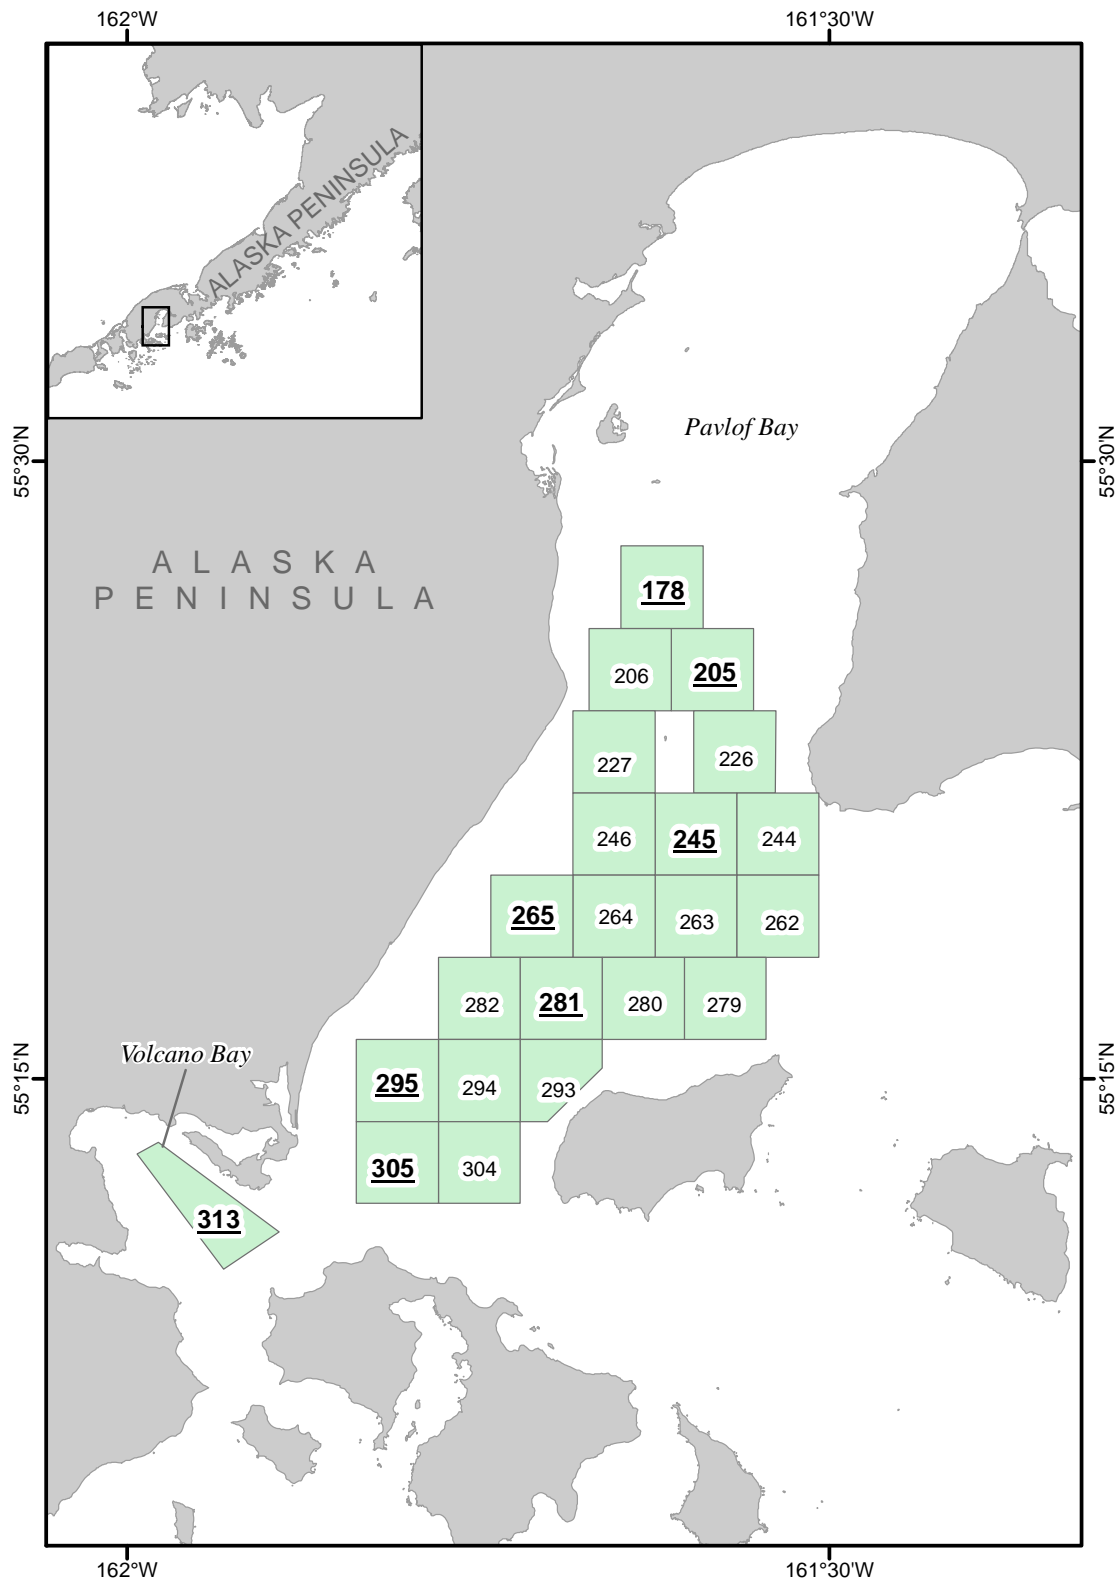 162°W 161°30'W
ALASKA PENINSULA
Pavlof Bay
55°30'N 55°30'N
ALASKA
PENINSULA
178
206 205
227 226
246 245 244
265 264 263 262
282 281 280 279
Volcano Bay
55°15'N 55°15'N
295 294 293
305 304
313
162°W 161°30'W